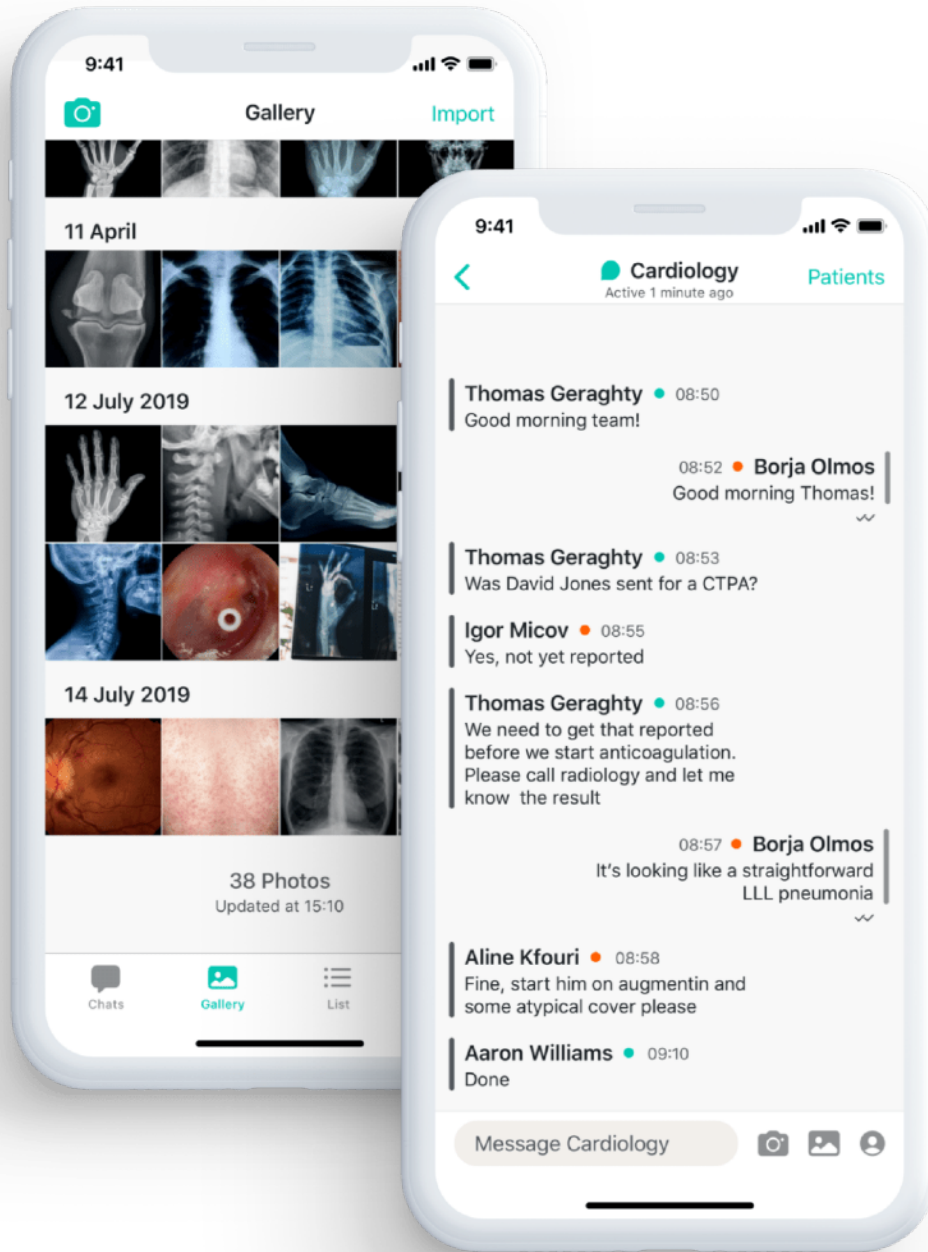 9:41
Gallery
Import
11 April
12 July 2019
14 July 2019
38 Photos
Updated at 15:10
Chats
Gallery
List
9:41
Cardiology
Active 1 minute ago
Patients
Thomas Geraghty 08:50
Good morning team!
08:52 Borja Olmos
Good morning Thomas!
Thomas Geraghty 08:53
Was David Jones sent for a CTPA?
Igor Micov 08:55
Yes, not yet reported
Thomas Geraghty 08:56
We need to get that reported
before we start anticoagulation.
Please call radiology and let me
know the result
08:57 Borja Olmos
It's looking like a straightforward
LLL pneumonia
Aline Kfouri 08:58
Fine, start him on augmentin and
some atypical cover please
Aaron Williams 09:10
Done
Message Cardiology